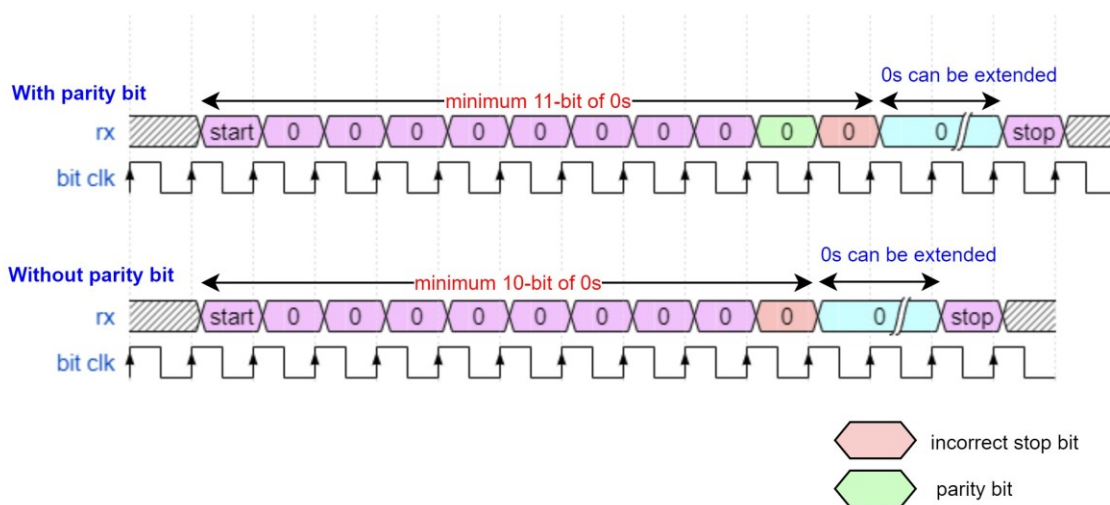 0s can be extended
With parity bit
minimum 11-bit of 0s
rx start 0 0 0 0 0 0 0 0 0 0 0 stop
bit clk
0s can be extended
Without parity bit
minimum 10-bit of 0s
rx start 0 0 0 0 0 0 0 0 0 0 stop
bit clk
incorrect stop bit
parity bit